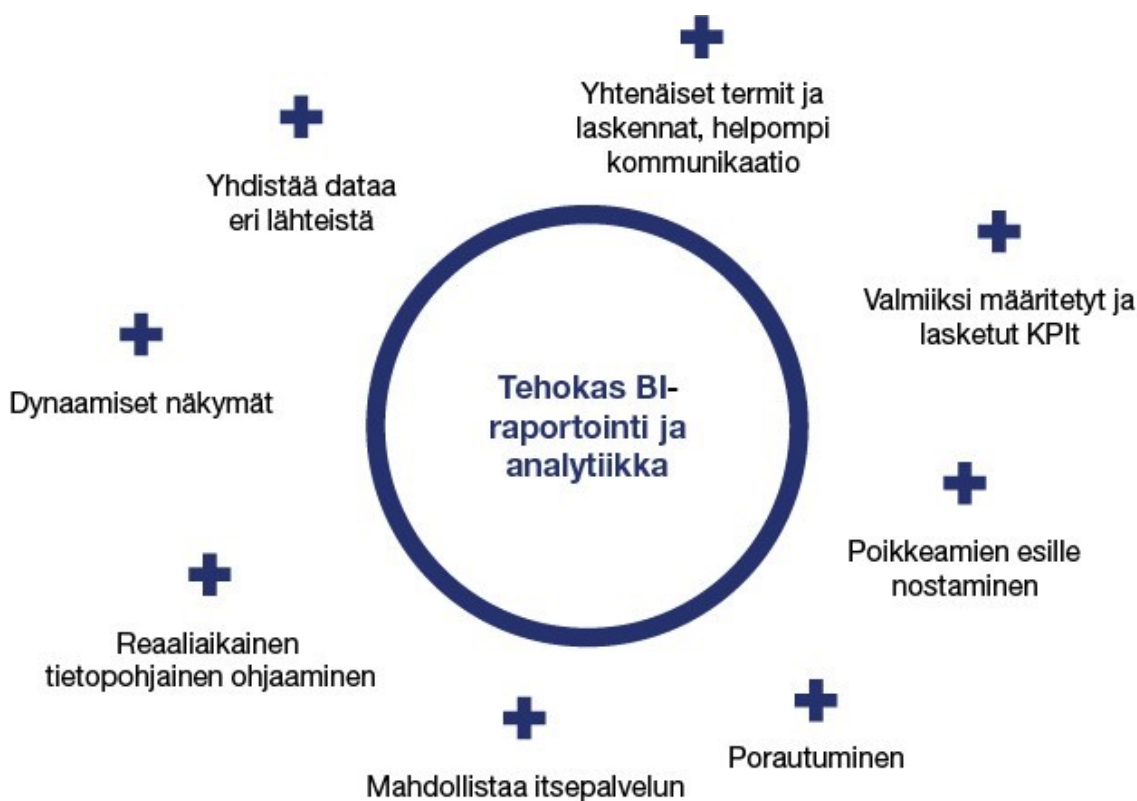 Yhtenäiset termit ja
laskennat, helpompi
kommunikaatio
Yhdistää dataa
eri lähteistä
Valmiiksi määritetyt ja
lasketut KPIt
Dynaamiset näkymät
Tehokas BI-
raportointi ja
analytiikka
Poikkeamien esille
nostaminen
Reaaliaikainen
tietopohjainen ohjaaminen
Porautuminen
Mahdollistaa itsepalvelun